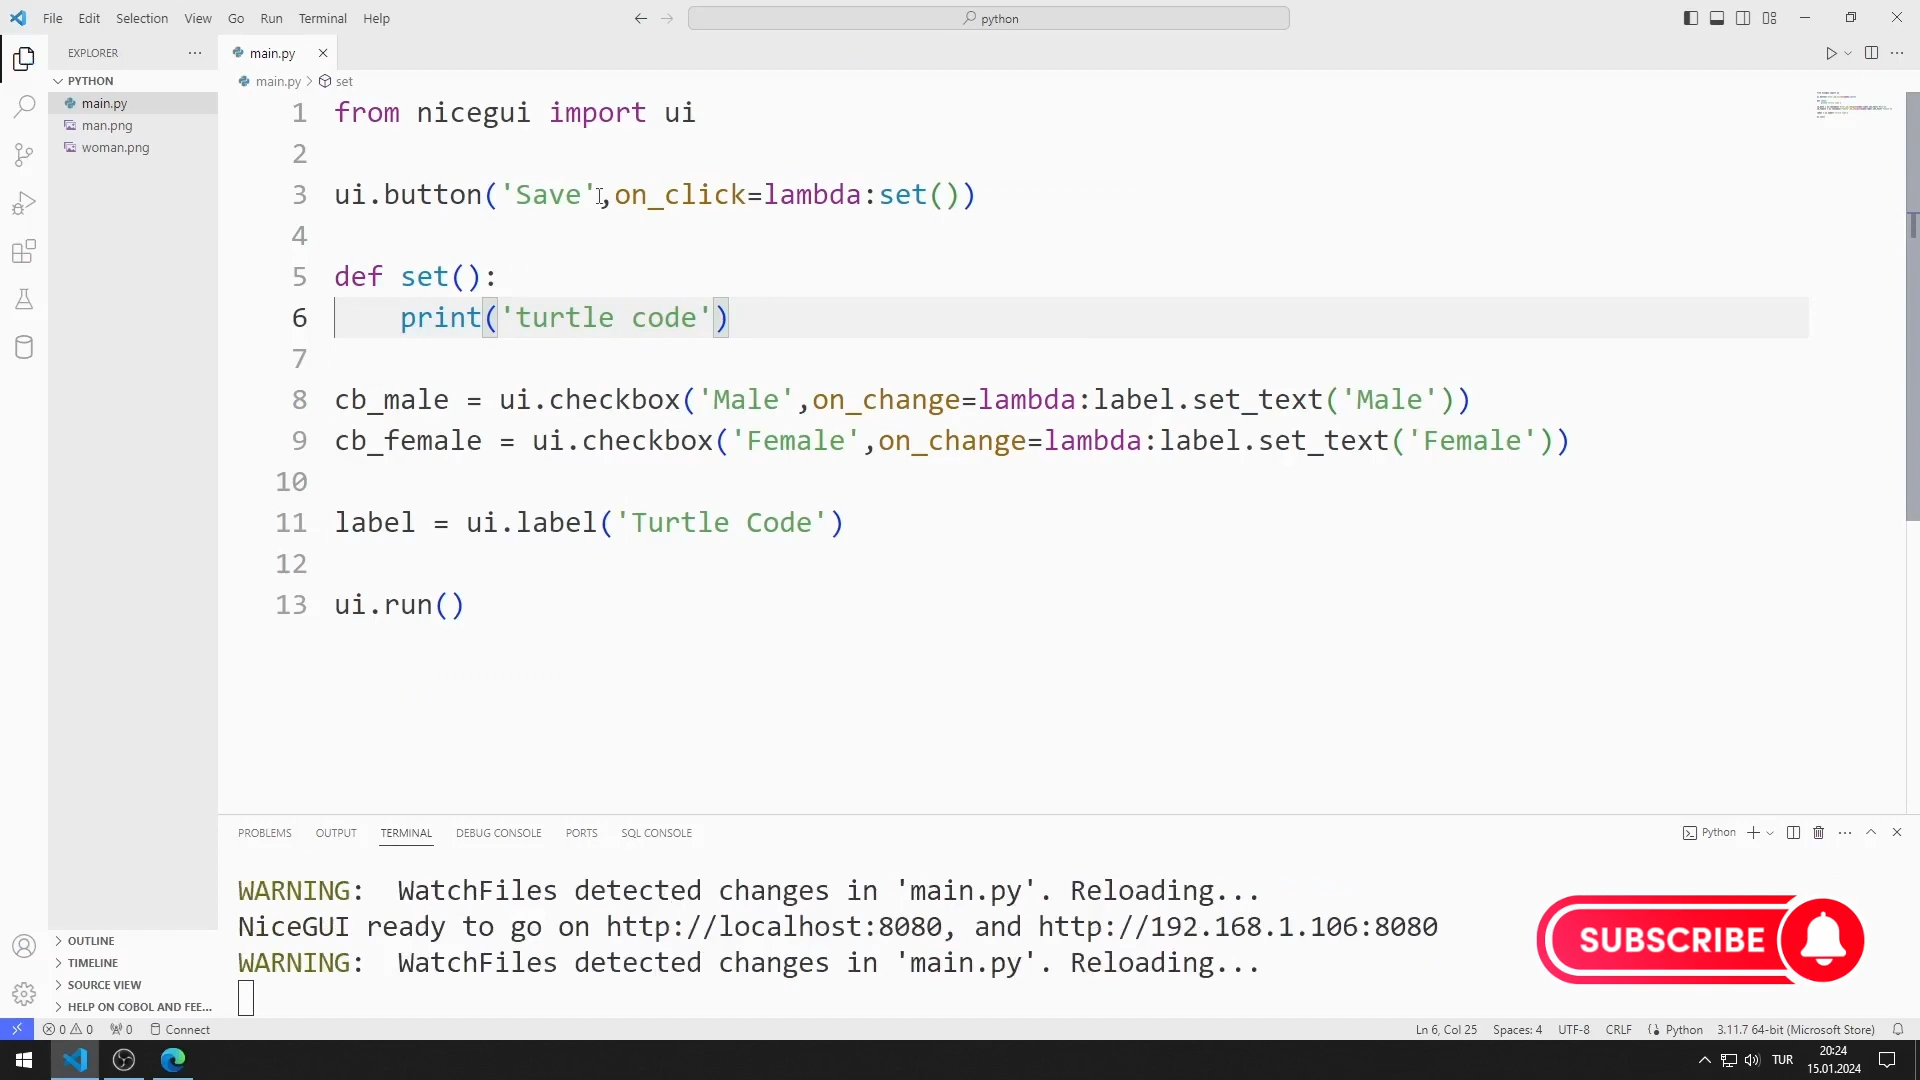 File Edit Selection View Go Run Terminal Help
python
EXPLORER
main.py
PYTHON
main.py > set
main.py
man.png
woman.png
1 from nicegui import ui
2
3 ui.button('Save',on_click=lambda:set())
4
5 def set():
6 print('turtle code')
7
8 cb_male = ui.checkbox('Male',on_change=lambda:label.set_text('Male'))
9 cb_female = ui.checkbox('Female',on_change=lambda:label.set_text('Female'))
10
11 label = ui.label('Turtle Code')
12
13 ui.run()
PROBLEMS OUTPUT TERMINAL DEBUG CONSOLE PORTS SQL CONSOLE
Python
WARNING: WatchFiles detected changes in 'main.py'. Reloading...
NiceGUI ready to go on http://localhost:8080, and http://192.168.1.106:8080
WARNING: WatchFiles detected changes in 'main.py'. Reloading...
SUBSCRIBE
OUTLINE
TIMELINE
SOURCE VIEW
HELP ON COBOL AND FEE...
0 0 0 Connect
Ln 6, Col 25 Spaces: 4 UTF-8 CRLF Python 3.11.7 64-bit (Microsoft Store)
TUR
20:24
15.01.2024